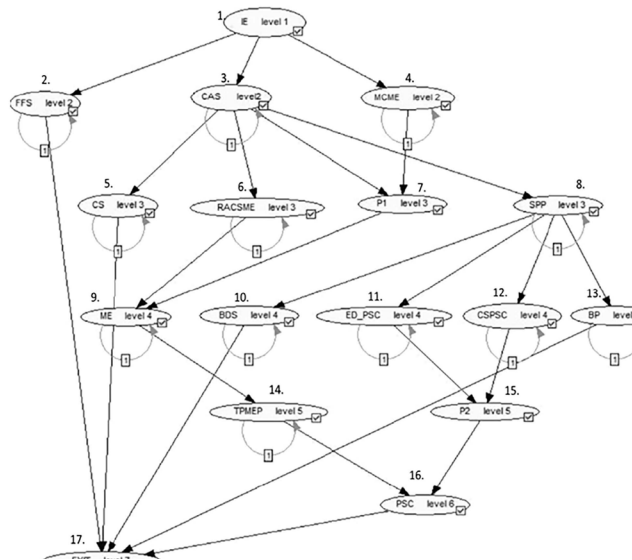 1.
IE level 1
2.
3.
4.
FFS level 2
CAS level2
MCME level 2
1
1
1
5.
6.
7.
8.
CS level 3
RACSME level 3
P1 level 3
SPP level 3
1
1
1
9.
10.
11.
12.
13.
ME level 4
BDS level 4
ED_PSC level 4
CSPSC level 4
BP
1
1
1
1
1
14.
15.
TPMEP level 5
P2 level 5
1
16.
PSC level 6
17.